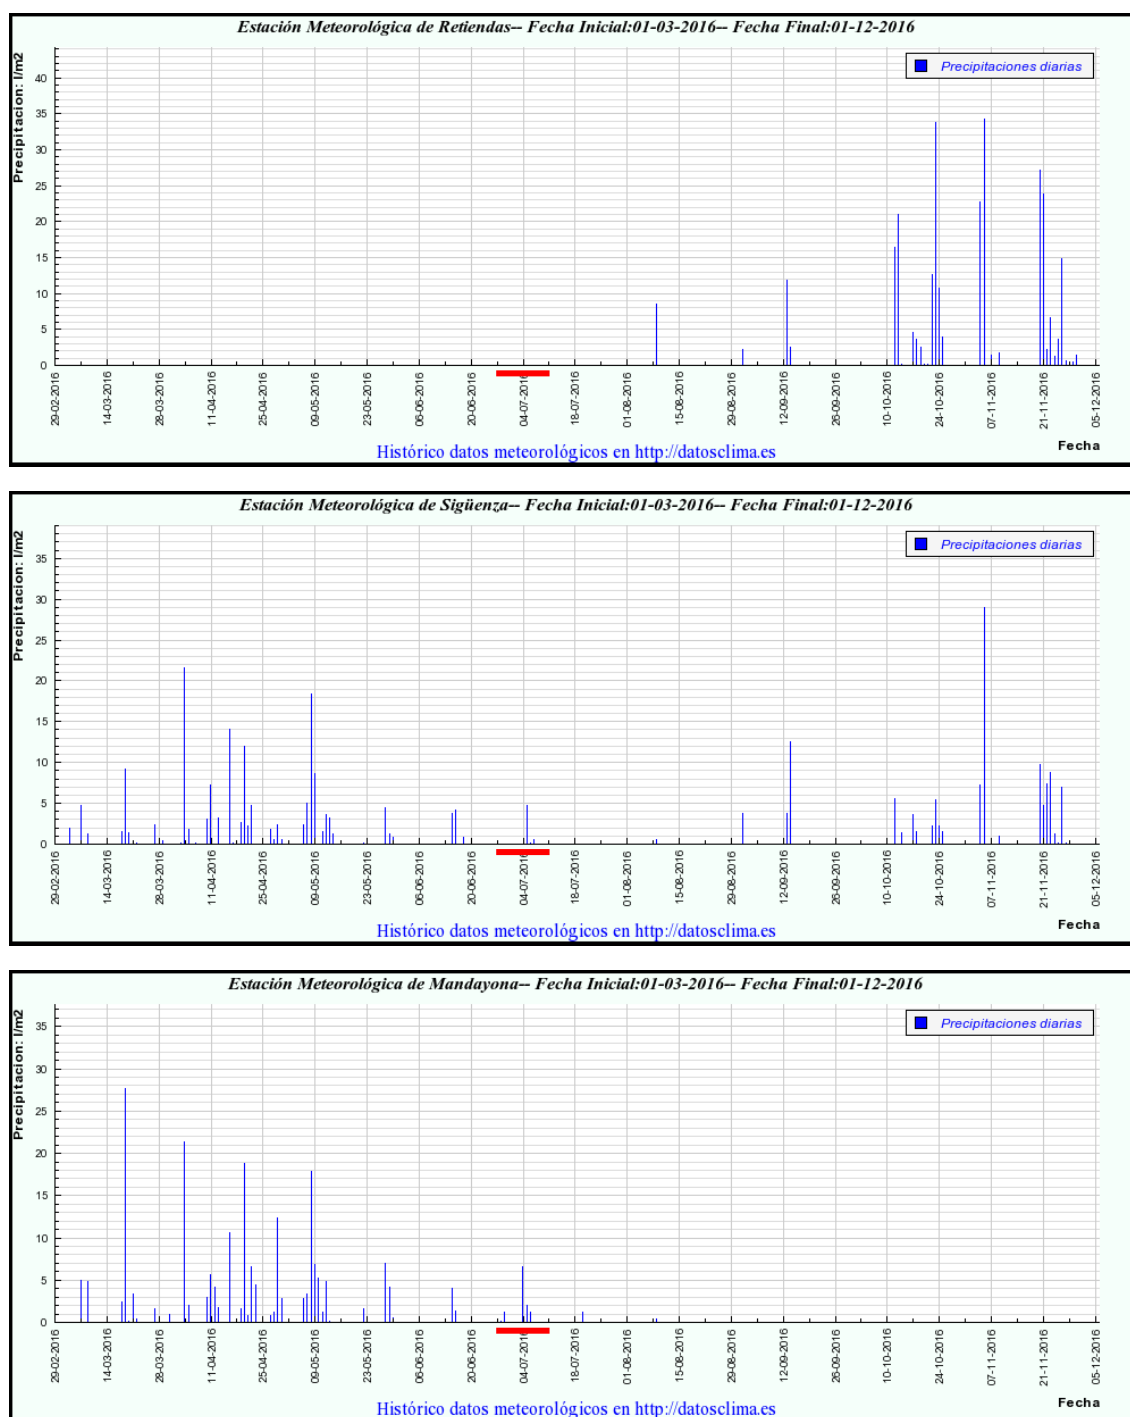 Estación Meteorológica de Retiendas-- Fecha Inicial:01-03-2016-- Fecha Final:01-12-2016
Precipitacion: l/m2
Precipitaciones diarias
40
35
30
25
20
15
10
5
0
29-02-2016 14-03-2016 28-03-2016 11-04-2016 25-04-2016 09-05-2016 23-05-2016 06-06-2016 20-06-2016 04-07-2016 18-07-2016 01-08-2016 15-08-2016 29-08-2016 12-09-2016 26-09-2016 10-10-2016 24-10-2016 07-11-2016 21-11-2016 05-12-2016
Fecha
Histórico datos meteorológicos en http://datosclima.es
Estación Meteorológica de Sigüenza-- Fecha Inicial:01-03-2016-- Fecha Final:01-12-2016
Precipitacion: l/m2
Precipitaciones diarias
35
30
25
20
15
10
5
0
29-02-2016 14-03-2016 28-03-2016 11-04-2016 25-04-2016 09-05-2016 23-05-2016 06-06-2016 20-06-2016 04-07-2016 18-07-2016 01-08-2016 15-08-2016 29-08-2016 12-09-2016 26-09-2016 10-10-2016 24-10-2016 07-11-2016 21-11-2016 05-12-2016
Fecha
Histórico datos meteorológicos en http://datosclima.es
Estación Meteorológica de Mandayona-- Fecha Inicial:01-03-2016-- Fecha Final:01-12-2016
Precipitacion: l/m2
Precipitaciones diarias
35
30
25
20
15
10
5
0
29-02-2016 14-03-2016 28-03-2016 11-04-2016 25-04-2016 09-05-2016 23-05-2016 06-06-2016 20-06-2016 04-07-2016 18-07-2016 01-08-2016 15-08-2016 29-08-2016 12-09-2016 26-09-2016 10-10-2016 24-10-2016 07-11-2016 21-11-2016 05-12-2016
Fecha
Histórico datos meteorológicos en http://datosclima.es